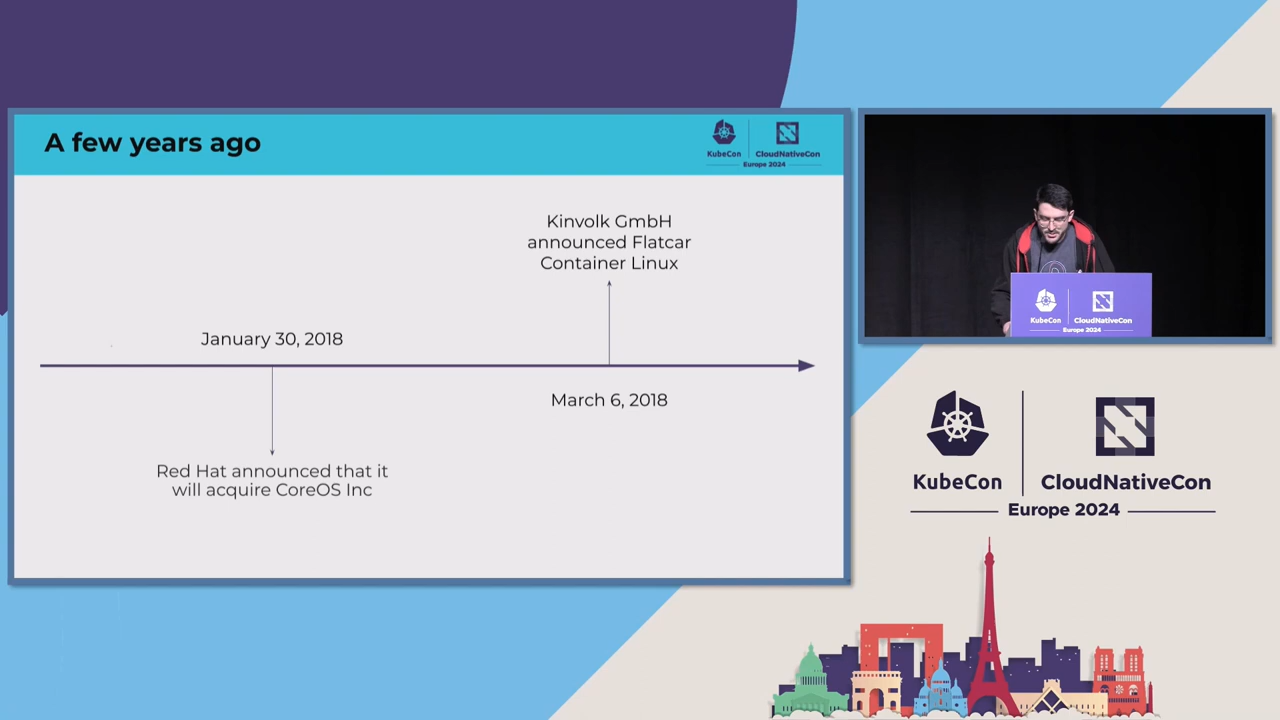 A few years ago
KubeCon
CloudNativeCon
Europe 2024
Kinvolk GmbH
announced Flatcar
Container Linux
January 30, 2018
March 6, 2018
Red Hat announced that it
will acquire CoreOS Inc
KubeCon
CloudNativeCon
Europe 2024
KubeCon
CloudNativeCon
Europe 2024